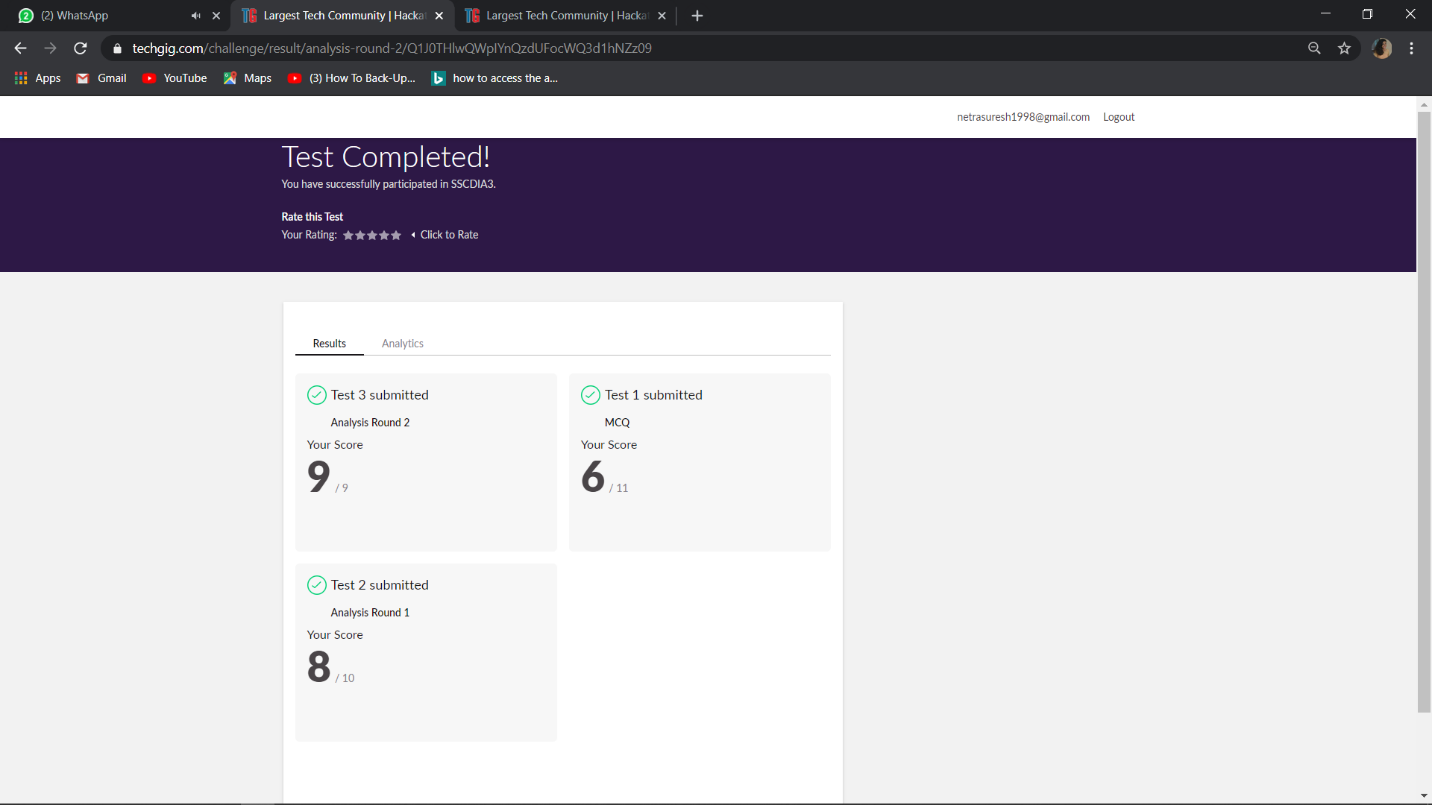 (2) WhatsApp
Largest Tech Community | Hacka
Largest Tech Community | Hacka
techgig.com/challenge/result/analysis-round-2/Q1J0THlwQWplYnQzdUFocWQ3d1hNZz09
Apps
Gmail
YouTube
Maps
(3) How To Back-Up...
how to access the a...
netrasuresh1998@gmail.com Logout
Test Completed!
You have successfully participated in SSCDIA3.
Rate this Test
Your Rating: Click to Rate
Results Analytics
Test 3 submitted
Analysis Round 2
Your Score
9 / 9
Test 1 submitted
MCQ
Your Score
6 / 11
Test 2 submitted
Analysis Round 1
Your Score
8 / 10